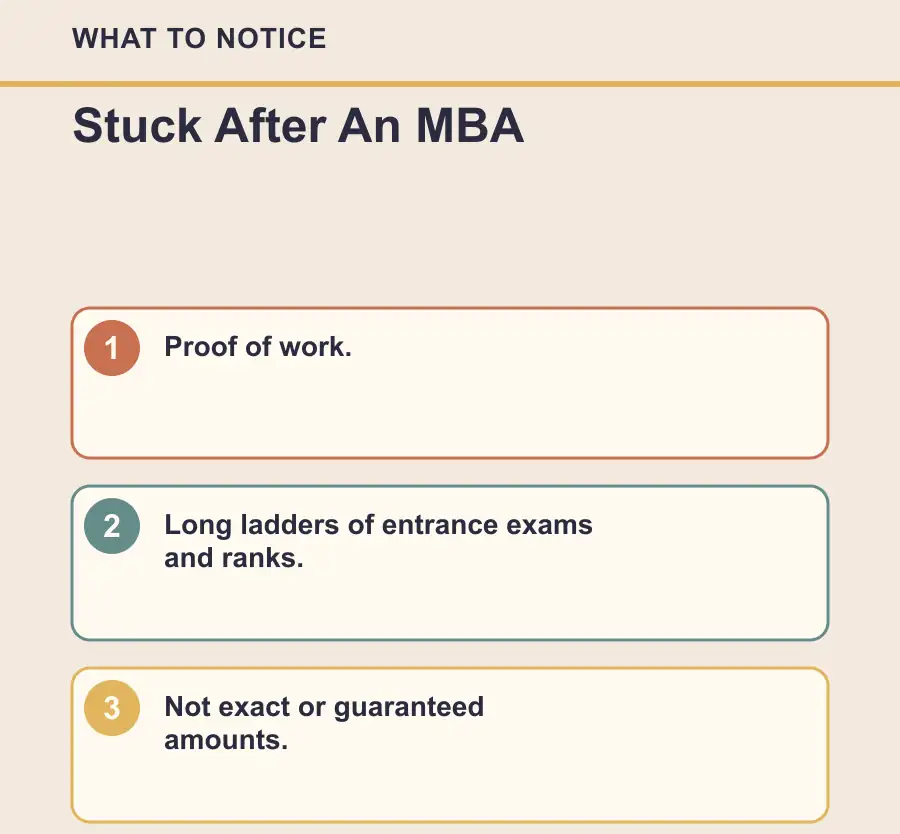 WHAT TO NOTICE
Stuck After An MBA
1
Proof of work.
2
Long ladders of entrance exams
and ranks.
3
Not exact or guaranteed
amounts.